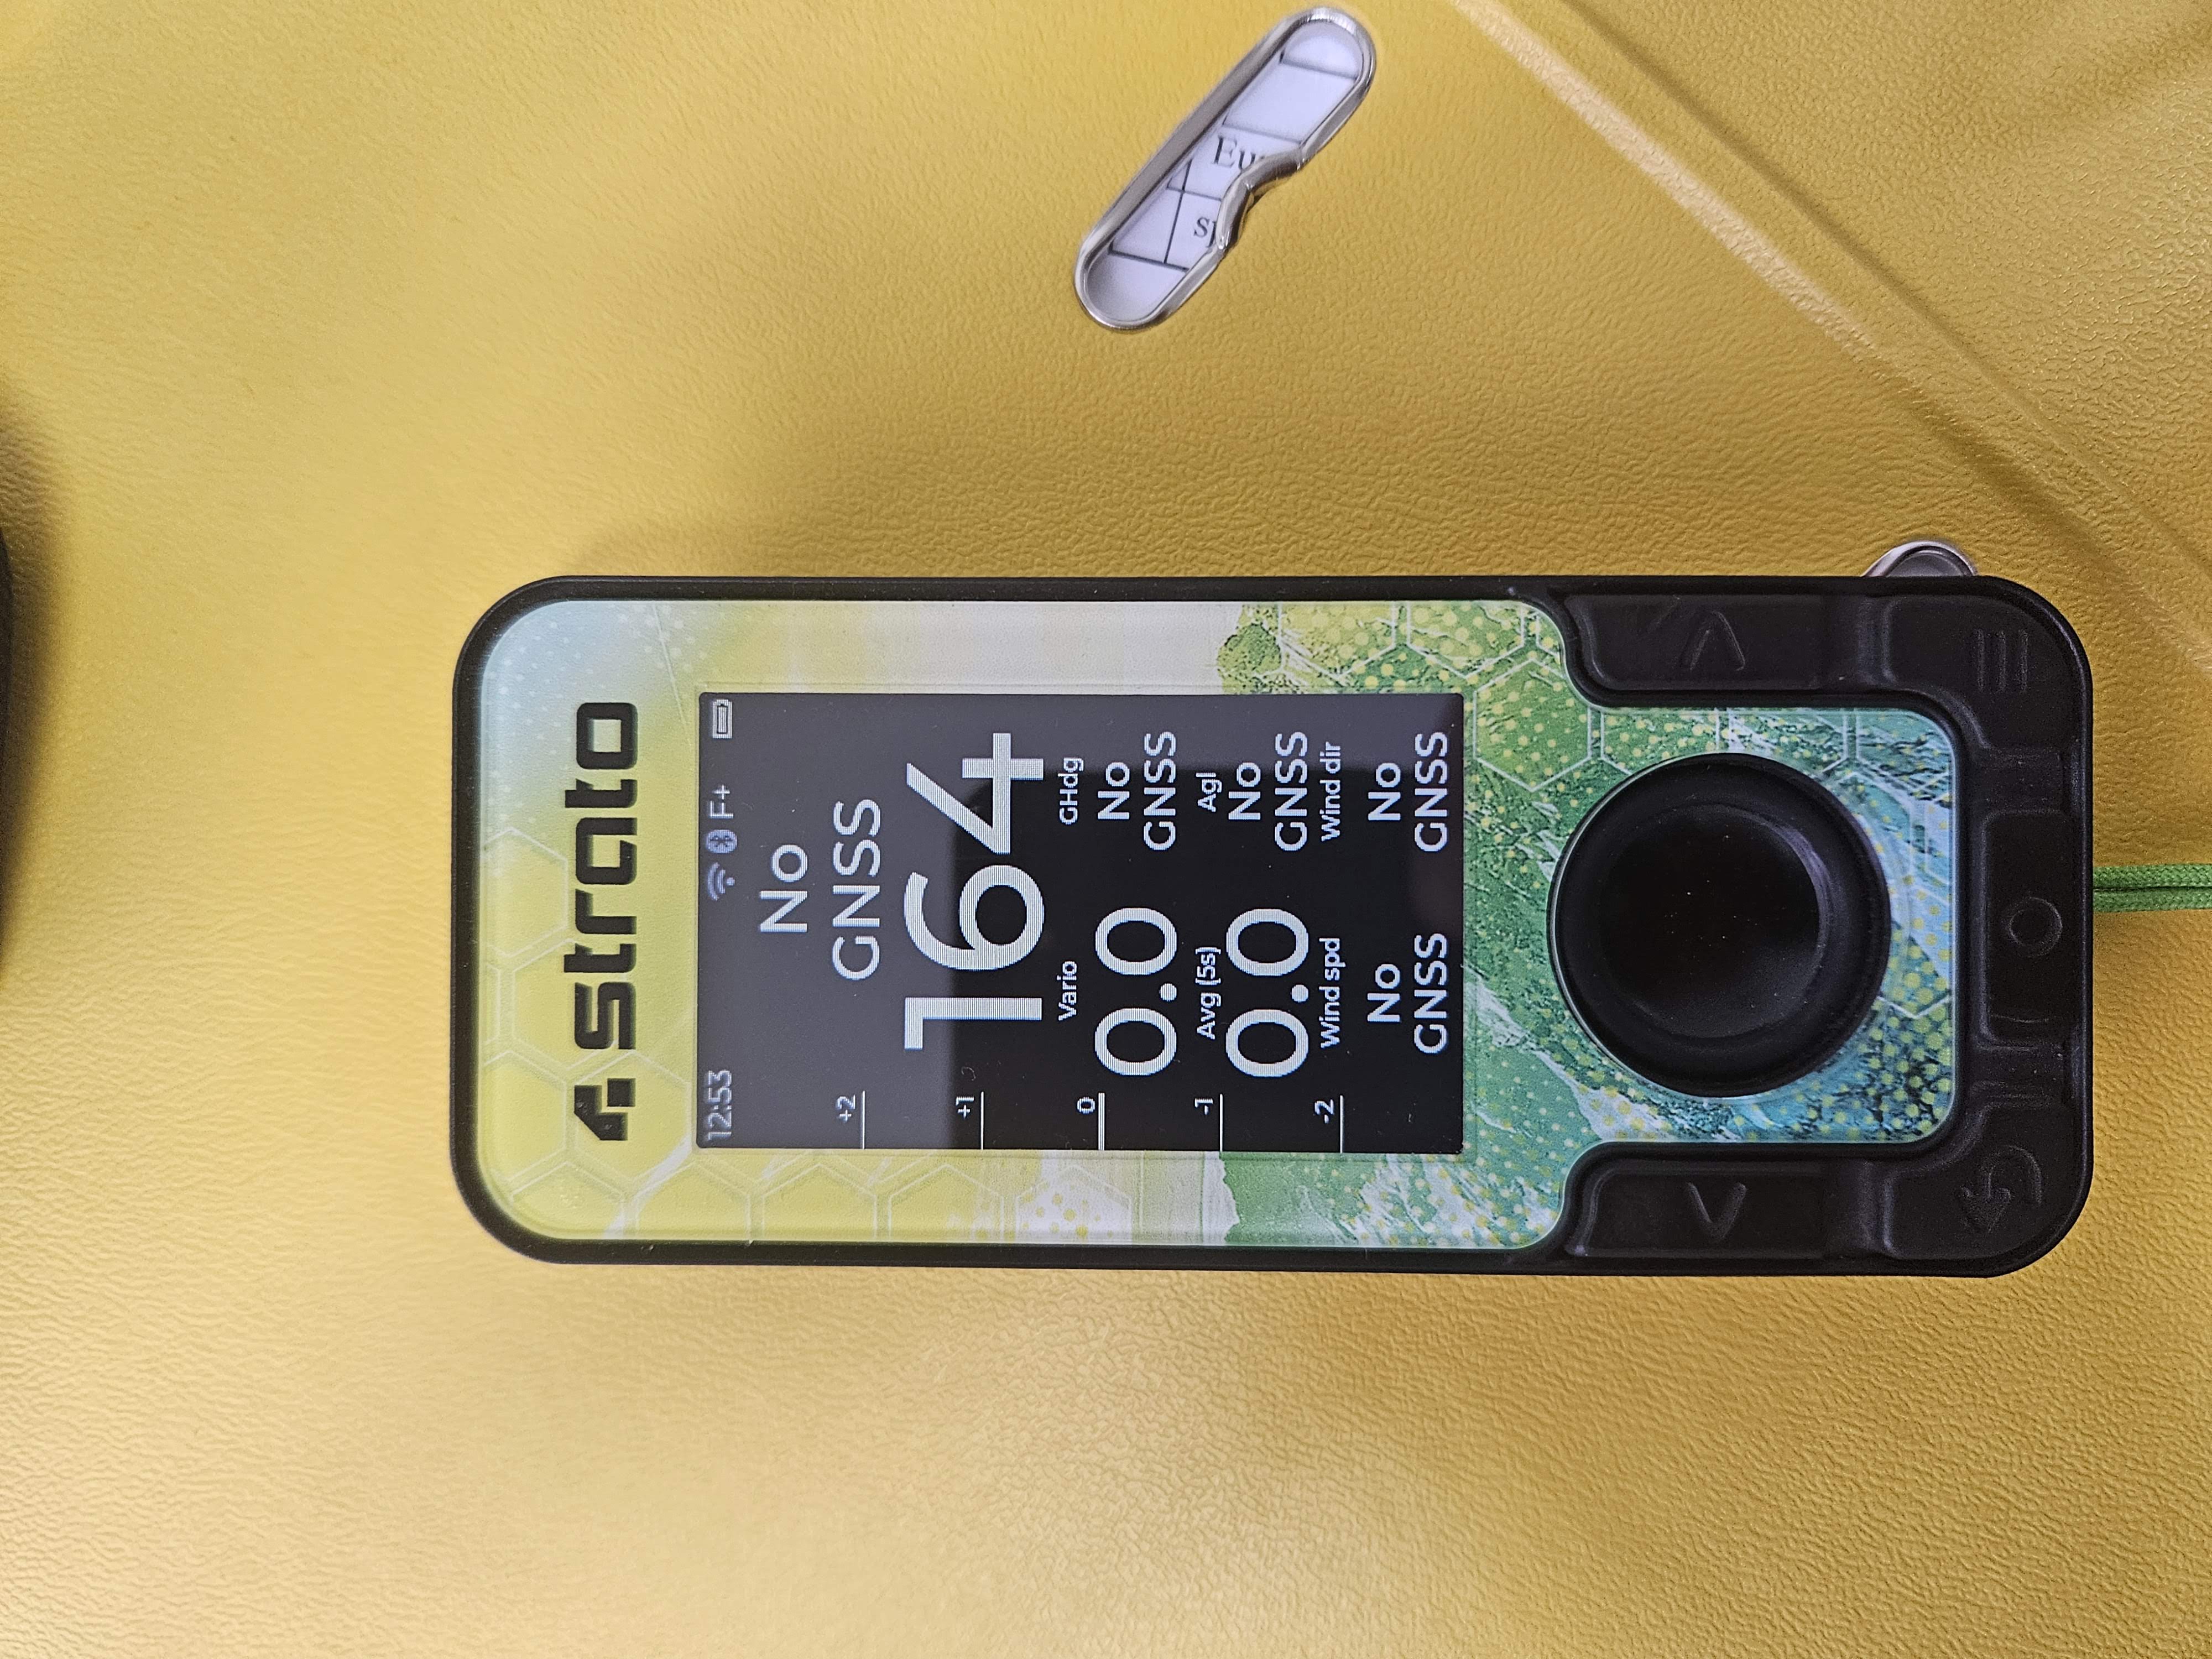 strato
12:53 F+
No
GNSS
164
+2
+1
0
-1
-2
Vario GHdg
0.0 No
GNSS
Avg (5s) Agl
0.0 No
GNSS
Wind spd Wind dir
No No
GNSS GNSS